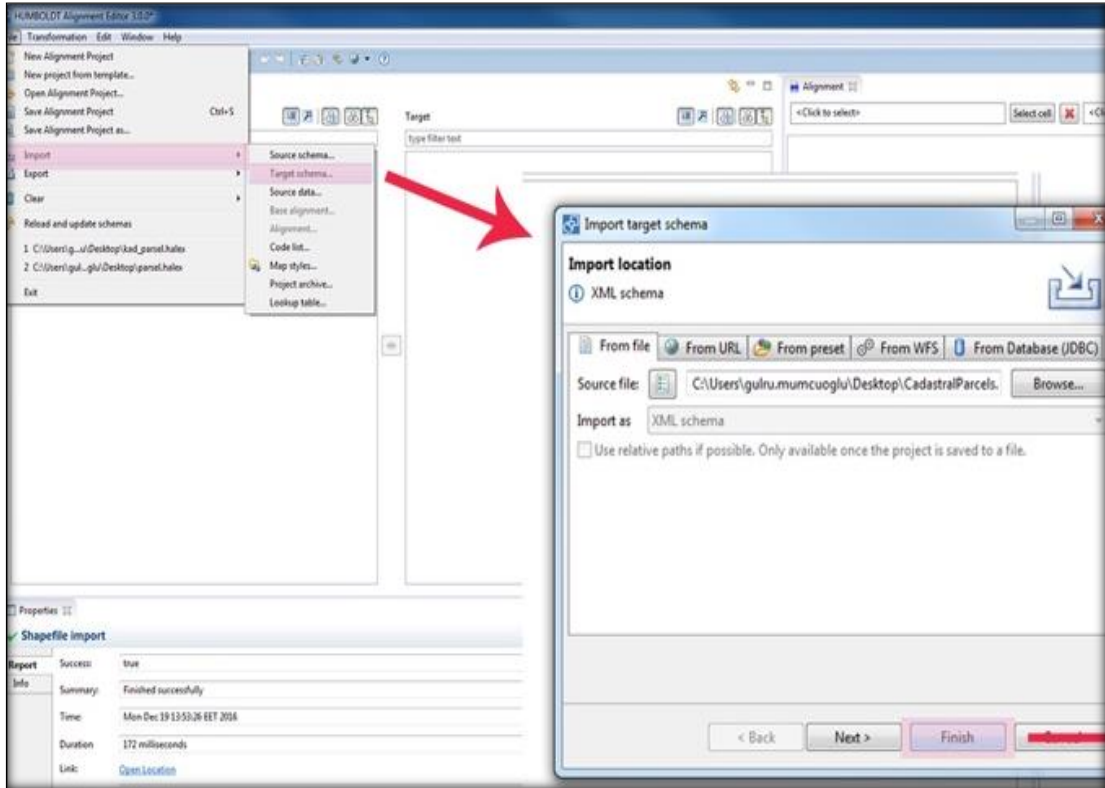 HUMBOLDT Alignment Editor 3.0.0*
Transformation Edit Window Help
New Alignment Project
New project from template...
Open Alignment Project...
Save Alignment Project Ctrl+S
Save Alignment Project as...
Import
Export
Clear
Reload and update schemas
1 C:\Users\g...u\Desktop\kad_parsel.halex
2 C:\Users\gul...glu\Desktop\parsel.halex
Exit
Source schema...
Target schema...
Source data...
Base alignment...
Alignment...
Code list...
Map styles...
Project archive...
Lookup table...
Target
type filter text
Alignment
<Click to select>
Select cell
Import target schema
Import location
XML schema
From file
From URL
From preset
From WFS
From Database (JDBC)
Source file:
C:\Users\gulru.mumcuoglu\Desktop\CadastralParcels.
Browse...
Import as
XML schema
Use relative paths if possible. Only available once the project is saved to a file.
< Back
Next >
Finish
Properties
Shapefile import
Report
Info
Success: true
Summary: Finished successfully
Time: Mon Dec 19 13:53:26 EET 2016
Duration 172 milliseconds
Link: Open Location